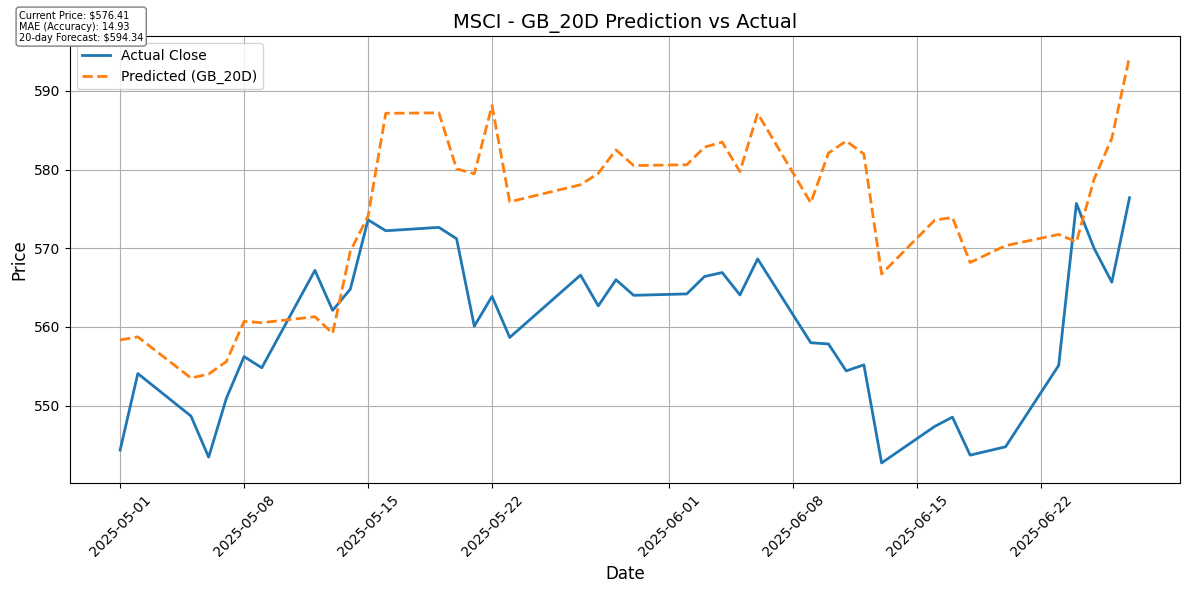 MSCI - GB_20D Prediction vs Actual
Current Price: $576.41
MAE (Accuracy): 14.93
20-day Forecast: $594.34
Actual Close
Predicted (GB_20D)
Price
590
580
570
560
550
2025-05-01
2025-05-08
2025-05-15
2025-05-22
2025-06-01
2025-06-08
2025-06-15
2025-06-22
Date